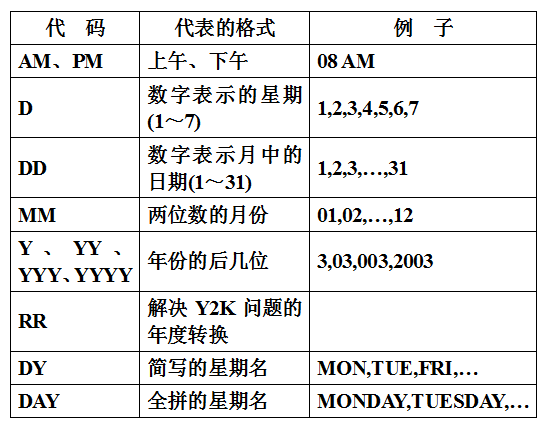 代 码 代表的格式 例 子
AM、PM 上午、下午 08 AM
D 数字表示的星期 1,2,3,4,5,6,7
(1～7)
DD 数字表示月中的 1,2,3,…,31
日期(1～31)
MM 两位数的月份 01,02,…,12
Y 、 YY 、 年份的后几位 3,03,003,2003
YYY、YYYY
RR 解决 Y2K 问题的
年度转换
DY 简写的星期名 MON,TUE,FRI,…
DAY 全拼的星期名 MONDAY,TUESDAY,…